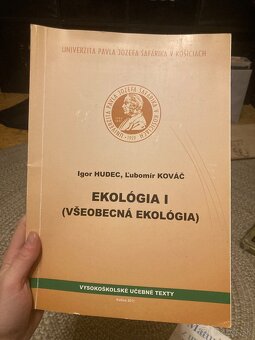 UNIVERZITA PAVLA JOZEFA ŠAFÁRIKA V KOŠICIACH
Igor HUDEC, Ľubomír KOVÁČ
EKOLÓGIA I
(VŠEOBECNÁ EKOLÓGIA)
VYSOKOŠKOLSKÉ UČEBNÉ TEXTY